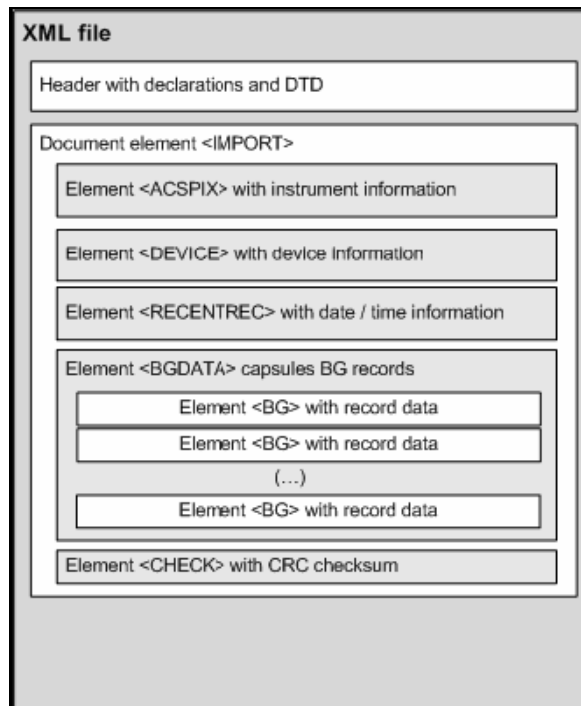 XML file
Header with declarations and DTD
Document element <IMPORT>
Element <ACSPIX> with instrument information
Element <DEVICE> with device information
Element <RECENTREC> with date / time information
Element <BGDATA> capsules BG records
Element <BG> with record data
Element <BG> with record data
(...)
Element <BG> with record data
Element <CHECK> with CRC checksum